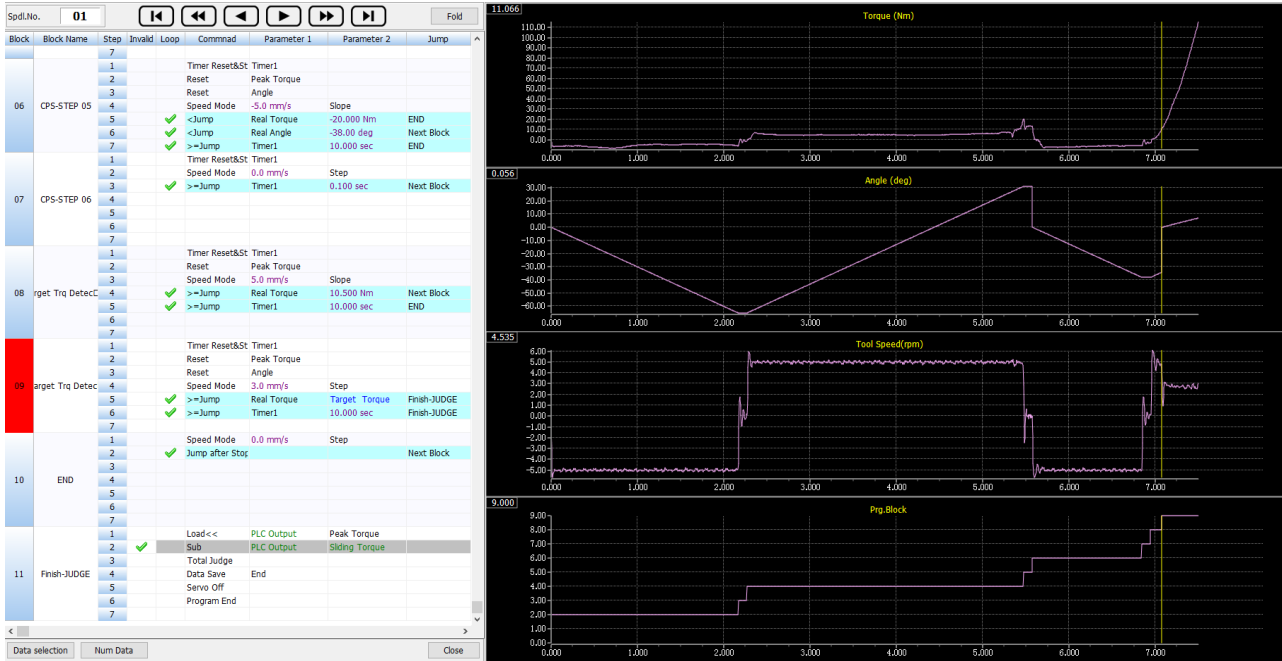 Spdl.No. 01 Fold
Block Block Name Step Invalid Loop Commnad Parameter 1 Parameter 2 Jump
7
06 CPS-STEP 05
1 Timer Reset&St Timer1
2 Reset Peak Torque
3 Reset Angle
4 Speed Mode -5.0 mm/s Slope
5 <Jump Real Torque -20.000 Nm END
6 <Jump Real Angle -38.00 deg Next Block
7 >=Jump Timer1 10.000 sec END
07 CPS-STEP 06
1 Timer Reset&St Timer1
2 Speed Mode 0.0 mm/s Step
3 >=Jump Timer1 0.100 sec Next Block
4
5
6
7
08 rget Trq Detec
1 Timer Reset&St Timer1
2 Reset Peak Torque
3 Speed Mode 5.0 mm/s Slope
4 >=Jump Real Torque 10.500 Nm Next Block
5 >=Jump Timer1 10.000 sec END
6
7
09 arget Trq Detec
1 Timer Reset&St Timer1
2 Reset Peak Torque
3 Reset Angle
4 Speed Mode 3.0 mm/s Step
5 >=Jump Real Torque Target Torque Finish-JUDGE
6 >=Jump Timer1 10.000 sec Finish-JUDGE
7
10 END
1 Speed Mode 0.0 mm/s Step
2 Jump after Stop Next Block
3
4
5
6
7
11 Finish-JUDGE
1 Load<< PLC Output Peak Torque
2 Sub PLC Output Sliding Torque
3 Total Judge
4 Data Save End
5 Servo Off
6 Program End
7
Data selection Num Data Close
11.066
Torque (Nm)
110.00
100.00
90.00
80.00
70.00
60.00
50.00
40.00
30.00
20.00
10.00
0.00
0.000 1.000 2.000 3.000 4.000 5.000 6.000 7.000
0.056
Angle (deg)
30.00
20.00
10.00
0.00
-10.00
-20.00
-30.00
-40.00
-50.00
-60.00
0.000 1.000 2.000 3.000 4.000 5.000 6.000 7.000
4.535
Tool Speed(rpm)
6.00
5.00
4.00
3.00
2.00
1.00
0.00
-1.00
-2.00
-3.00
-4.00
-5.00
0.000 1.000 2.000 3.000 4.000 5.000 6.000 7.000
9.000
Prg.Block
9.00
8.00
7.00
6.00
5.00
4.00
3.00
2.00
1.00
0.00
0.000 1.000 2.000 3.000 4.000 5.000 6.000 7.000